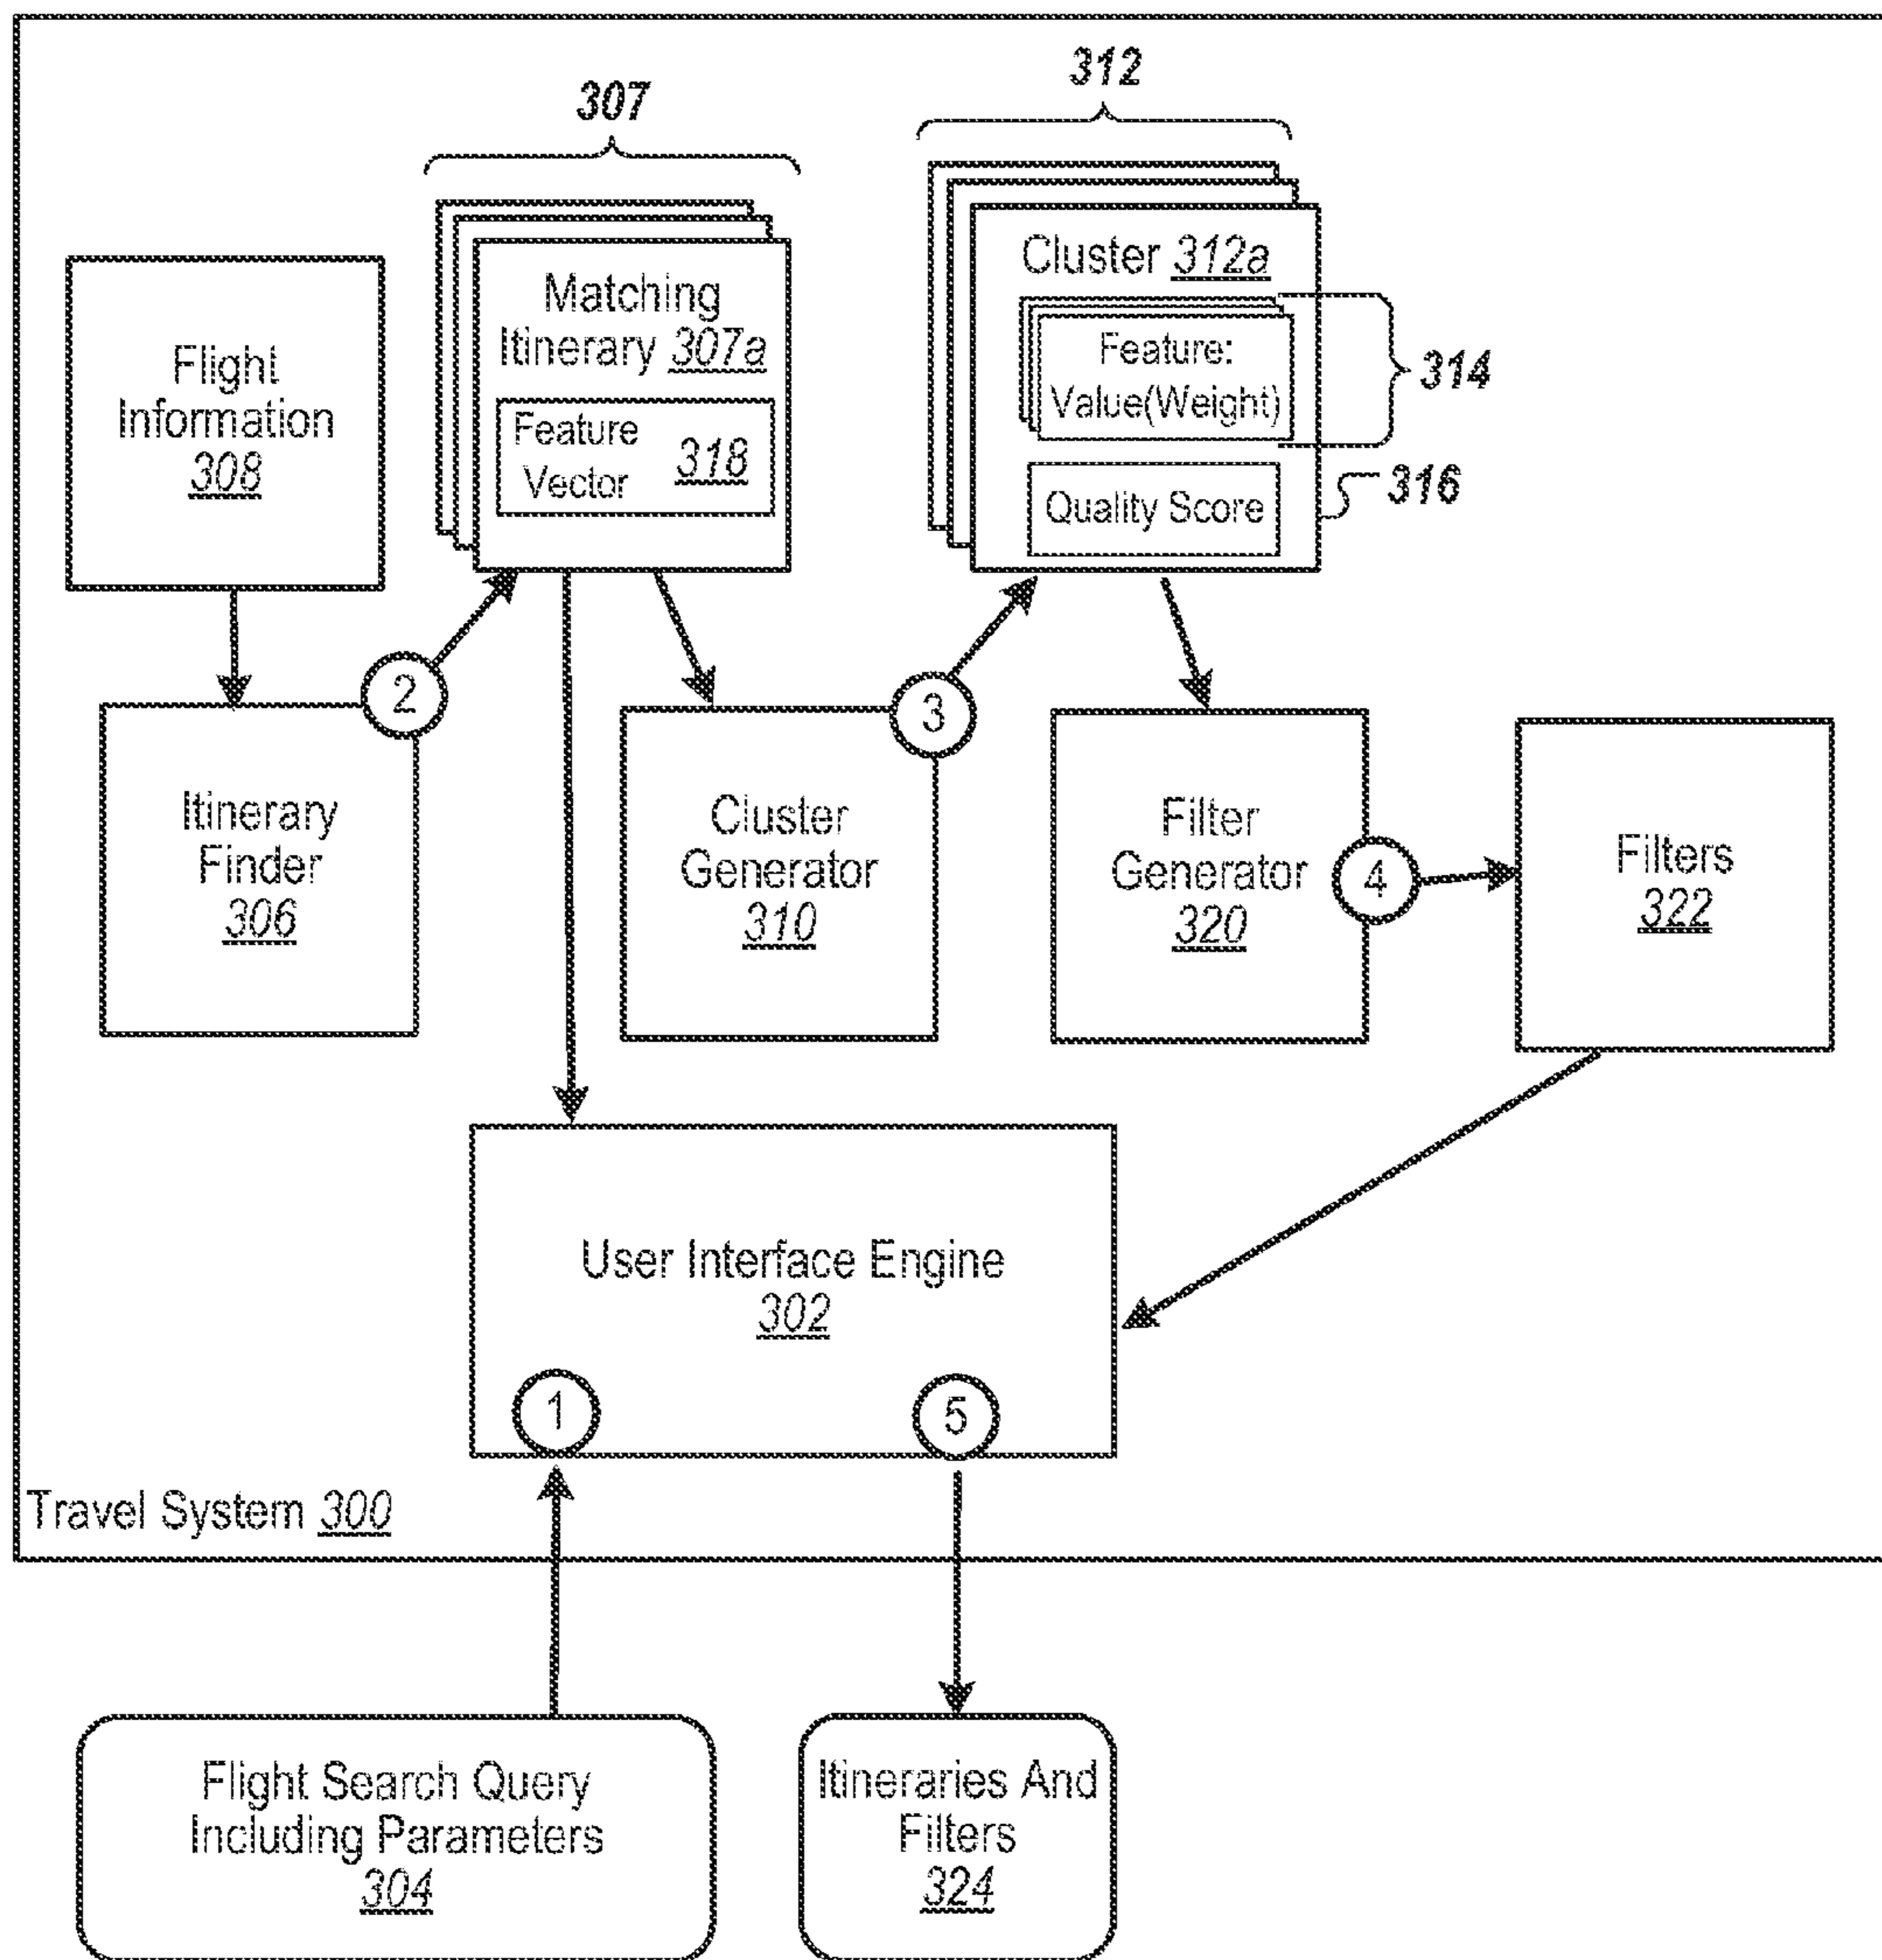 307
312
Flight
Information
308
Matching
Itinerary 307a
Feature
Vector
318
Cluster 312a
Feature:
Value(Weight)
314
Quality Score
316
2
3
Itinerary
Finder
306
Cluster
Generator
310
Filter
Generator
320
4
Filters
322
User Interface Engine
302
1
5
Travel System 300
Flight Search Query
Including Parameters
304
Itineraries And
Filters
324